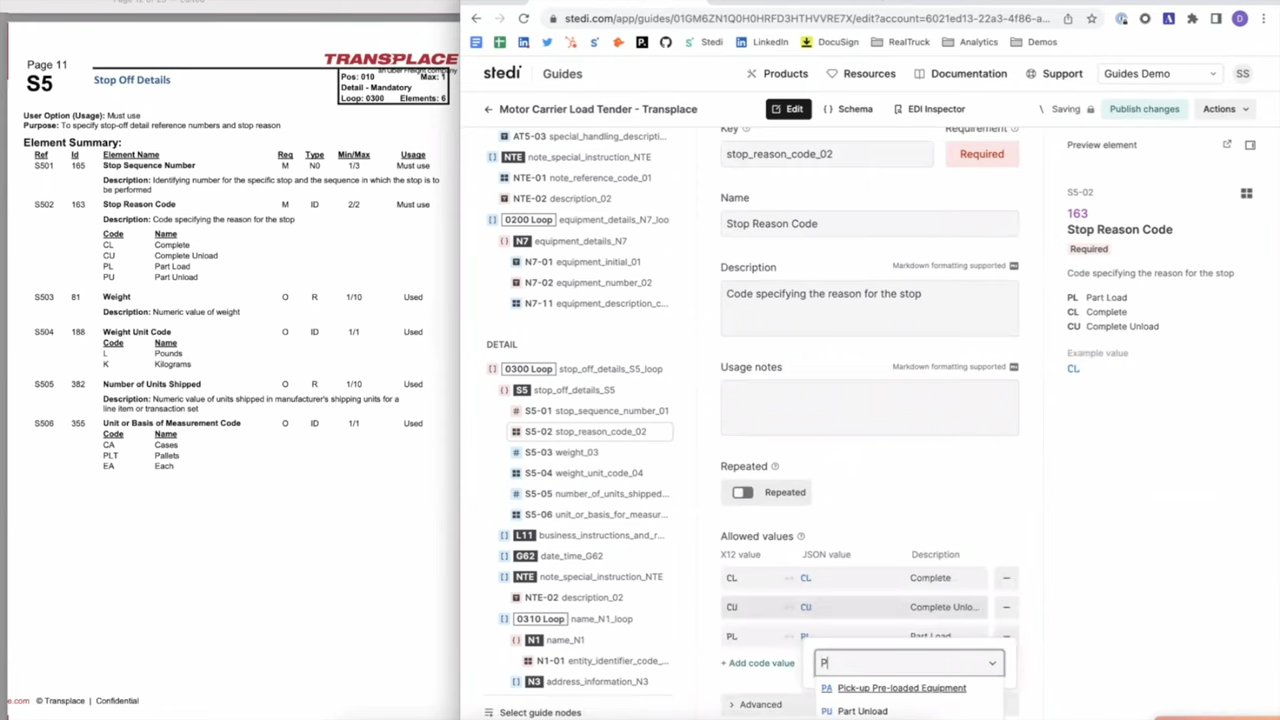 Page 11
S5
Stop Off Details
TRANSPLACE
an Uber Freight company
Pos: 010 Max: 1
Detail - Mandatory
Loop: 0300 Elements: 6
User Option (Usage): Must use
Purpose: To specify stop-off detail reference numbers and stop reason
Element Summary:
Ref Id Element Name Req Type Min/Max Usage
S501 165 Stop Sequence Number M N0 1/3 Must use
Description: Identifying number for the specific stop and the sequence in which the stop is to
be performed
S502 163 Stop Reason Code M ID 2/2 Must use
Description: Code specifying the reason for the stop
Code Name
CL Complete
CU Complete Unload
PL Part Load
PU Part Unload
S503 81 Weight O R 1/10 Used
Description: Numeric value of weight
S504 188 Weight Unit Code O ID 1/1 Used
Code Name
L Pounds
K Kilograms
S505 382 Number of Units Shipped O R 1/10 Used
Description: Numeric value of units shipped in manufacturer's shipping units for a
line item or transaction set
S506 355 Unit or Basis of Measurement Code O ID 1/1 Used
Code Name
CA Cases
PLT Pallets
EA Each
e.com © Transplace | Confidential
stedi.com/app/guides/01GM6ZN1Q0H0HRFD3HTHVVRE7X/edit?account=6021ed13-22a3-4f86-a...
Stedi LinkedIn DocuSign RealTruck Analytics Demos
stedi Guides Products Resources Documentation Support Guides Demo SS
Motor Carrier Load Tender - Transplace Edit Schema EDI Inspector Saving Publish changes Actions
AT5-03 special_handling_descripti...
NTE note_special_instruction_NTE
NTE-01 note_reference_code_01
NTE-02 description_02
0200 Loop equipment_details_N7_loo
N7 equipment_details_N7
N7-01 equipment_initial_01
N7-02 equipment_number_02
N7-11 equipment_description_c...
DETAIL
0300 Loop stop_off_details_S5_loop
S5 stop_off_details_S5
S5-01 stop_sequence_number_01
S5-02 stop_reason_code_02
S5-03 weight_03
S5-04 weight_unit_code_04
S5-05 number_of_units_shipped...
S5-06 unit_or_basis_for_measur...
L11 business_instructions_and_r...
G62 date_time_G62
NTE note_special_instruction_NTE
NTE-02 description_02
0310 Loop name_N1_loop
N1 name_N1
N1-01 entity_identifier_code_...
N3 address_information_N3
Select guide nodes
Key Requirement
stop_reason_code_02 Required
Name
Stop Reason Code
Description Markdown formatting supported
Code specifying the reason for the stop
Usage notes Markdown formatting supported
Repeated
Repeated
Allowed values
X12 value JSON value Description
CL CL Complete
CU CU Complete Unlo...
PL PL Part Load
+ Add code value P
PA Pick-up Pre-loaded Equipment
PU Part Unload
Advanced
Preview element
S5-02
163
Stop Reason Code
Required
Code specifying the reason for the stop
PL Part Load
CL Complete
CU Complete Unload
Example value
CL